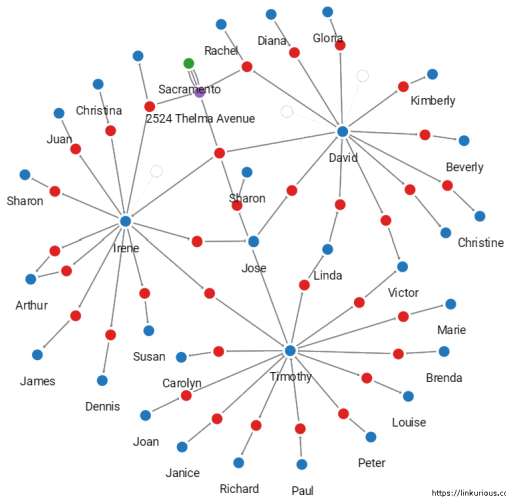 Rachel
Diana
Gloria
Sacramento
Kimberly
Christina
2524 Thelma Avenue
Juan
David
Beverly
Sharon
Sharon
Christine
Irene
Jose
Linda
Victor
Arthur
Marie
Susan
Timothy
Carolyn
Brenda
James
Dennis
Louise
Joan
Janice
Peter
Richard
Paul
https://linkurious.co